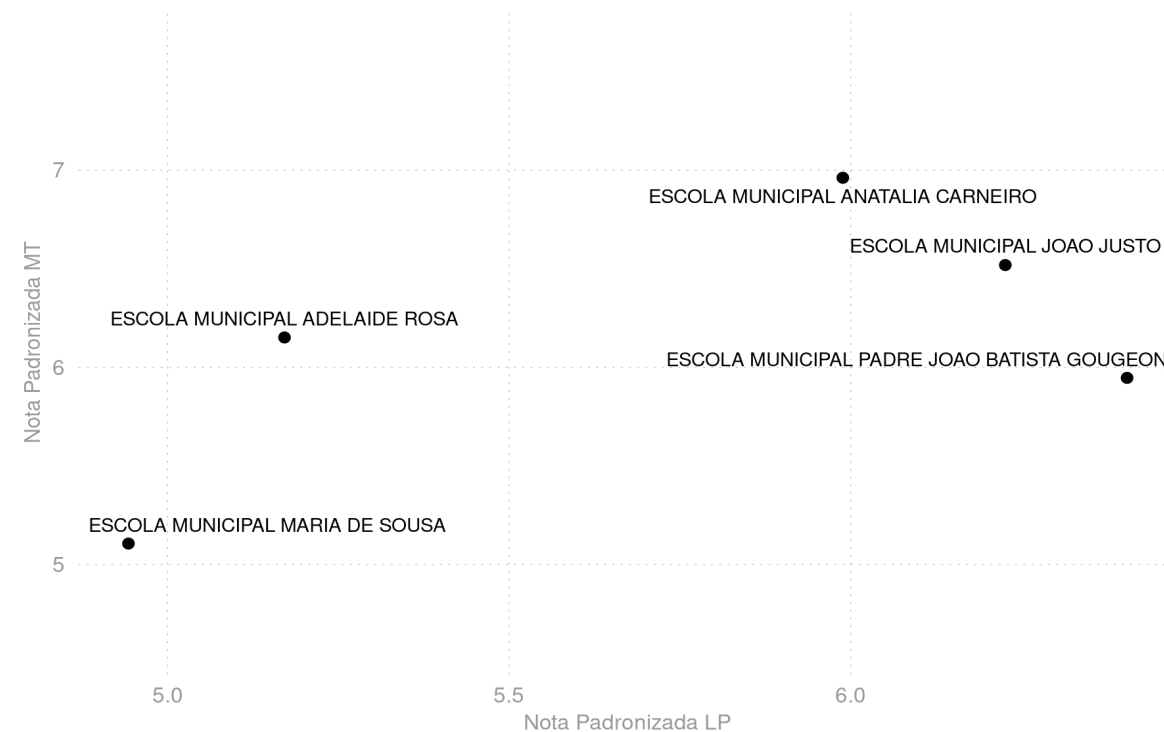 7
ESCOLA MUNICIPAL ANATALIA CARNEIRO
ESCOLA MUNICIPAL JOAO JUSTO
ESCOLA MUNICIPAL ADELAIDE ROSA
Nota Padronizada MT
6
ESCOLA MUNICIPAL PADRE JOAO BATISTA GOUGEON
ESCOLA MUNICIPAL MARIA DE SOUSA
5
5.0
5.5
6.0
Nota Padronizada LP